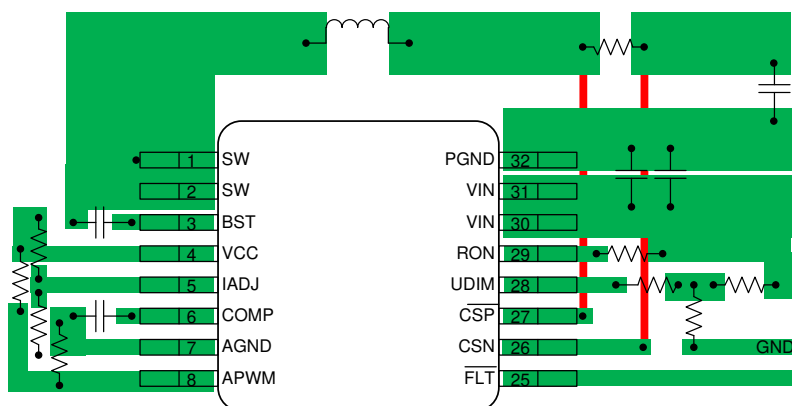 1 SW PGND 32
2 SW VIN 31
3 BST VIN 30
4 VCC RON 29
5 IADJ UDIM 28
6 COMP CSP 27
7 AGND CSN 26 GND
8 APWM FLT 25